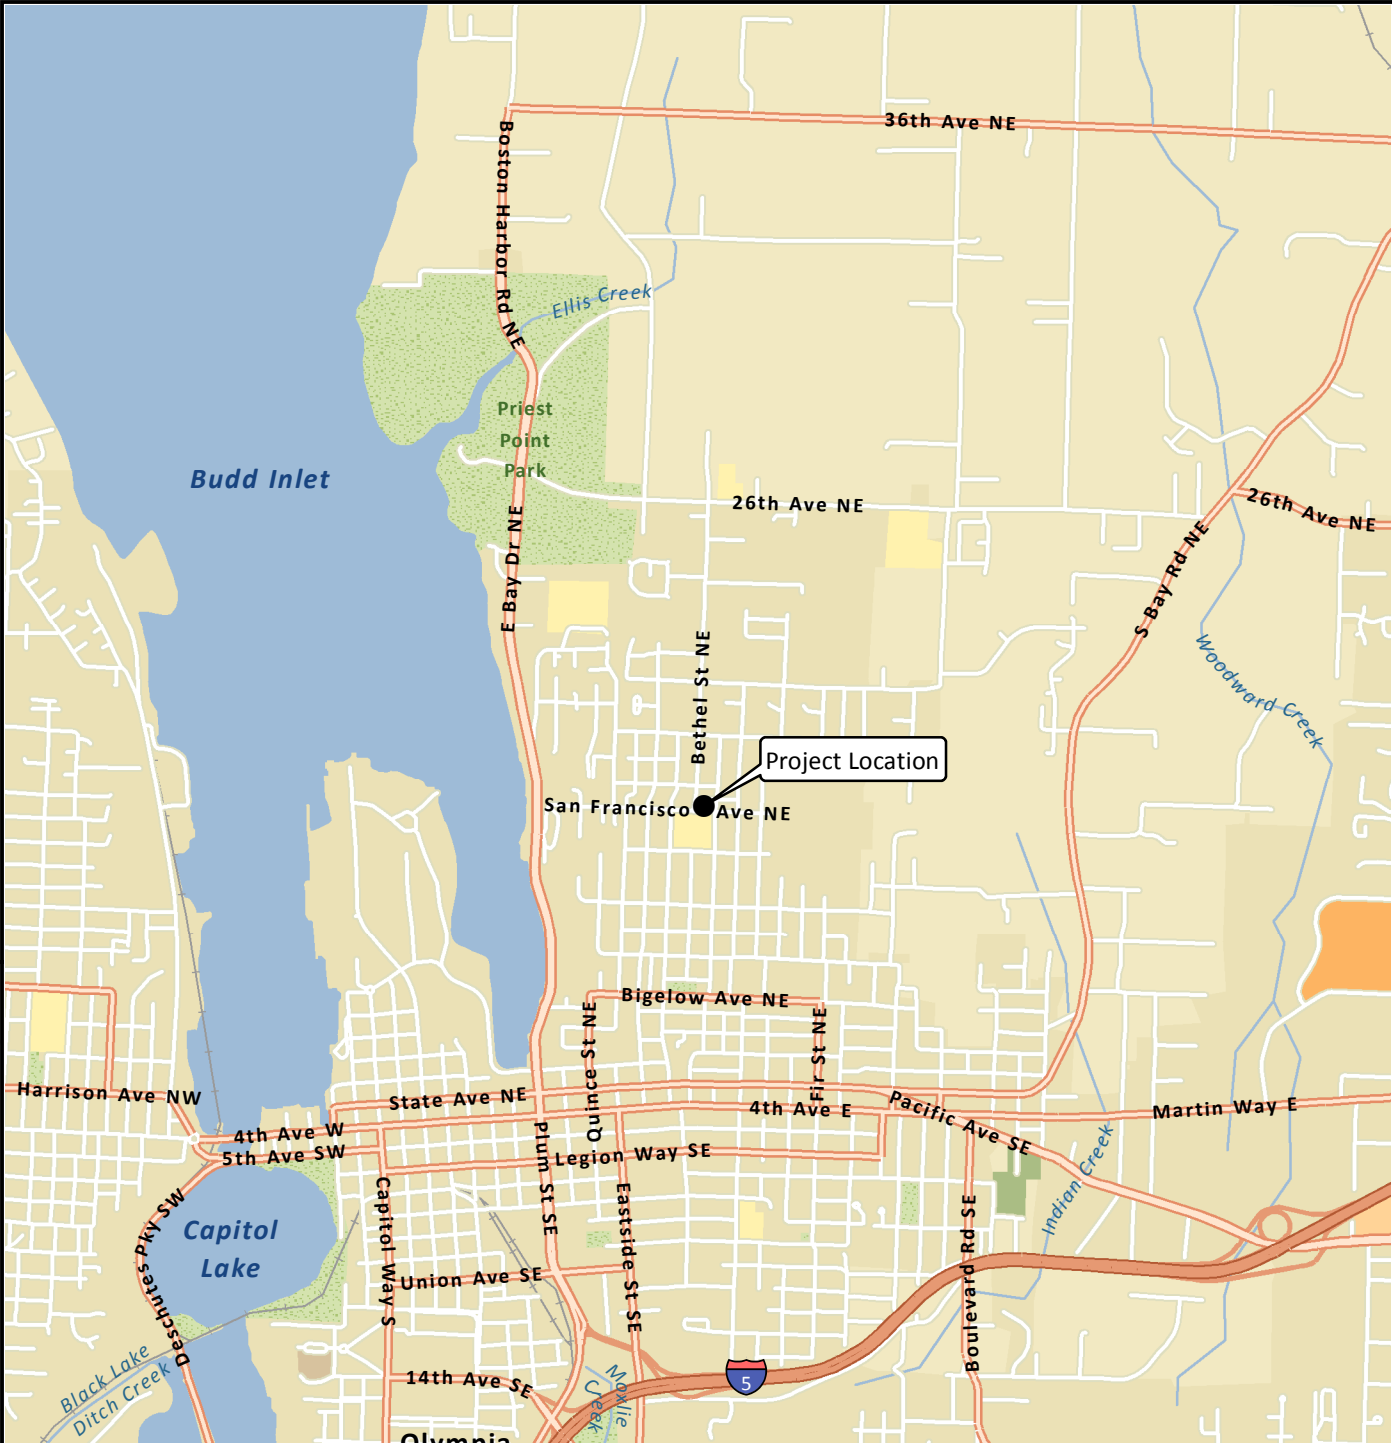 36th Ave NE
Boston Harbor Rd NE
Ellis Creek
Priest
Point
Park
Budd Inlet
26th Ave NE
26th Ave NE
E Bay Dr NE
S Bay Rd NE
Bethel St NE
Woodward Creek
Project Location
San Francisco Ave NE
Bigelow Ave NE
Quince St NE
Fir St NE
Harrison Ave NW
State Ave NE
4th Ave E
Pacific Ave SE
Martin Way E
4th Ave W
5th Ave SW
Plum St SE
Legion Way SE
Indian Creek
Deschutes Pky SW
Capitol
Lake
Capitol Way S
Eastside St SE
Boulevard Rd SE
Union Ave SE
Black Lake
Ditch Creek
14th Ave SE
Moxlie
Creek
5
Olympia